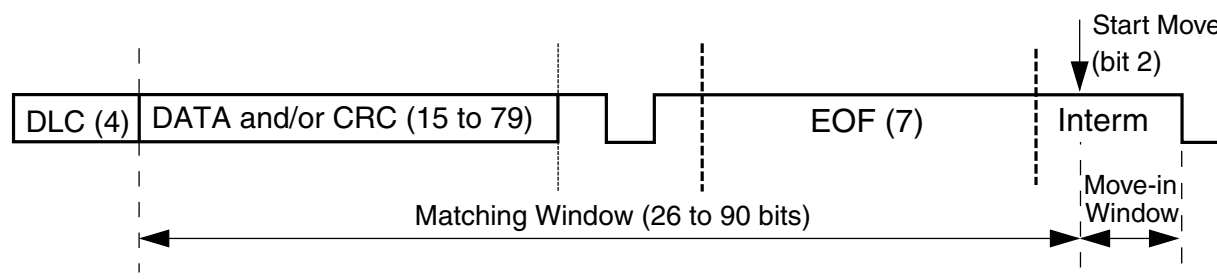 Start Move
(bit 2)
DLC (4)
DATA and/or CRC (15 to 79)
EOF (7)
Interm
Matching Window (26 to 90 bits)
Move-in
Window